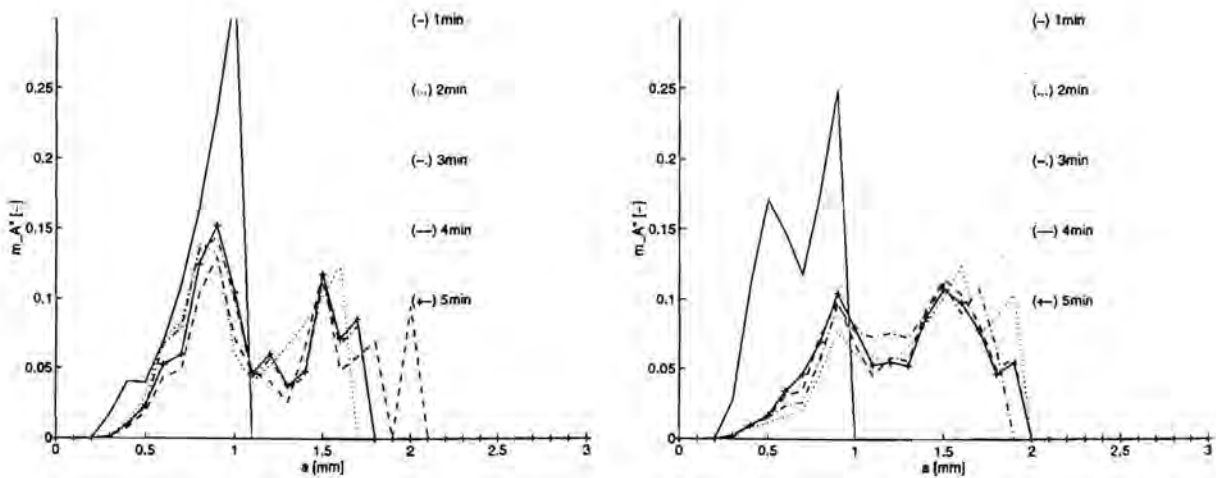 m_A* [-]
0.25
0.2
0.15
0.1
0.05
0
0 0.5 1 1.5 2 2.5 3
a [mm]
(-) 1min
(...) 2min
(-.) 3min
(--) 4min
(+-) 5min
m_A* [-]
0.25
0.2
0.15
0.1
0.05
0
0 0.5 1 1.5 2 2.5 3
a [mm]
(-) 1min
(...) 2min
(-.) 3min
(--) 4min
(+-) 5min